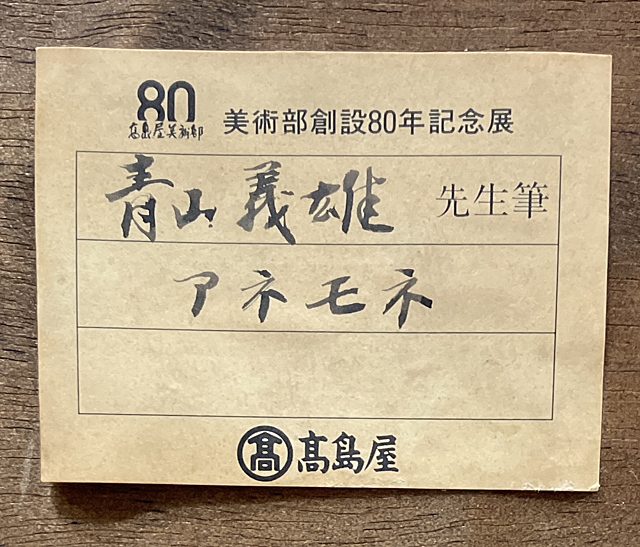 80
髙島屋美術部
美術部創設80年記念展
青山義雄 先生筆
アネモネ
髙 髙島屋